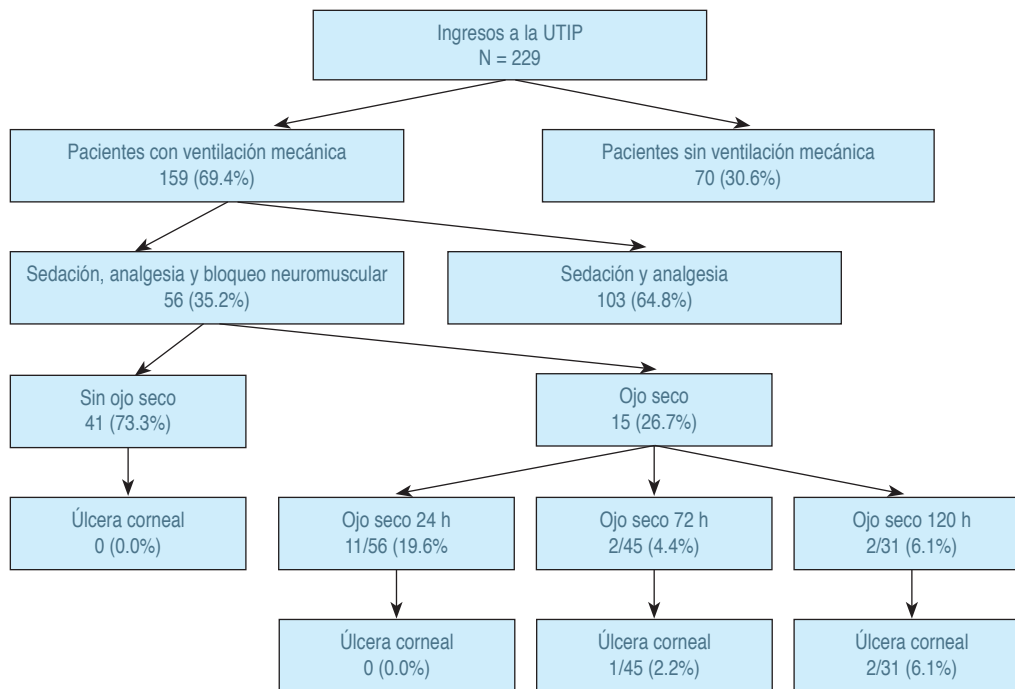 Ingresos a la UTIP
N = 229
Pacientes con ventilación mecánica
159 (69.4%)
Pacientes sin ventilación mecánica
70 (30.6%)
Sedación, analgesia y bloqueo neuromuscular
56 (35.2%)
Sedación y analgesia
103 (64.8%)
Sin ojo seco
41 (73.3%)
Ojo seco
15 (26.7%)
Úlcera corneal
0 (0.0%)
Ojo seco 24 h
11/56 (19.6%
Ojo seco 72 h
2/45 (4.4%)
Ojo seco 120 h
2/31 (6.1%)
Úlcera corneal
0 (0.0%)
Úlcera corneal
1/45 (2.2%)
Úlcera corneal
2/31 (6.1%)